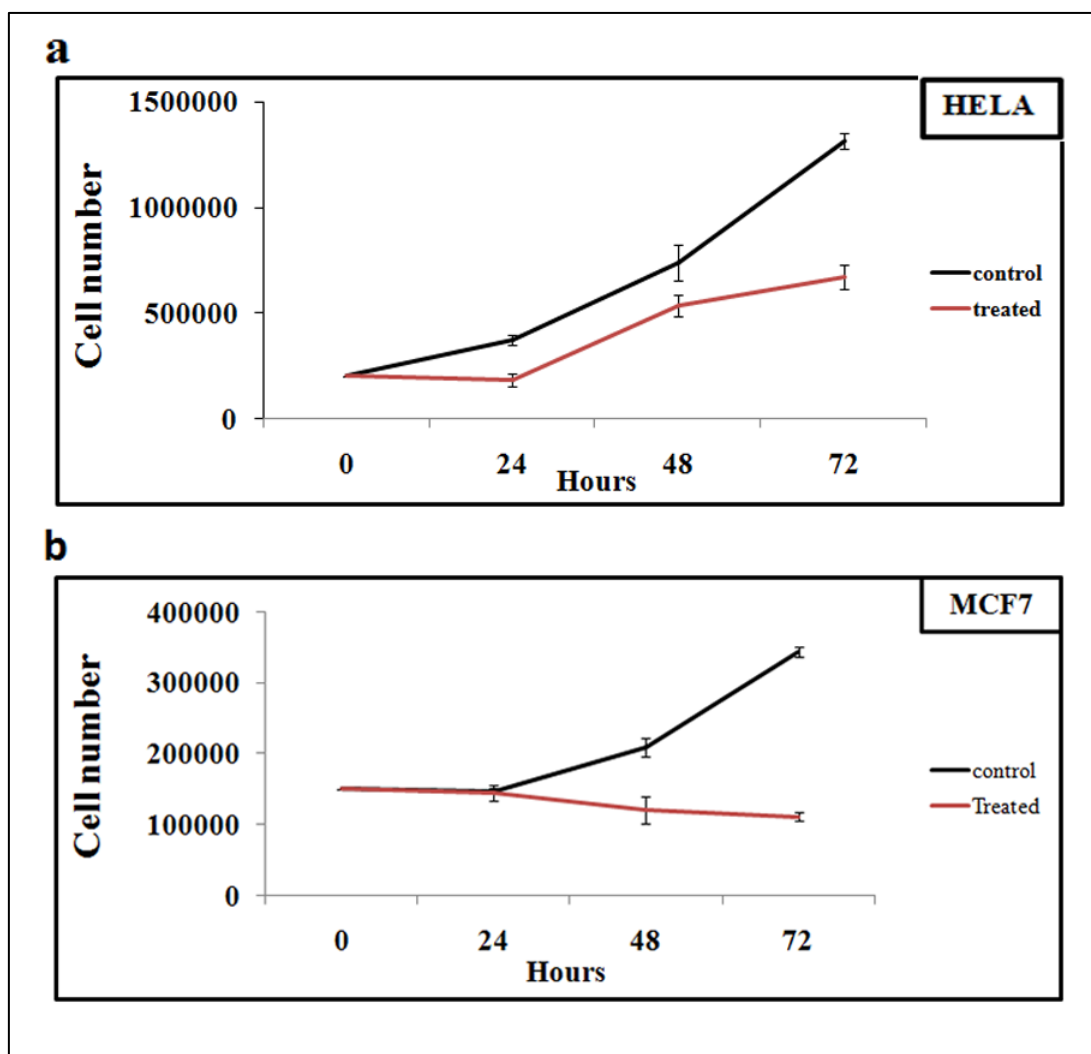 a
HELA
Cell number
1500000
1000000
500000
0
0 24 48 72
Hours
control
treated
b
MCF7
Cell number
400000
300000
200000
100000
0
0 24 48 72
Hours
control
Treated